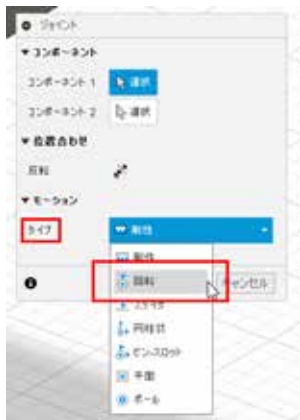 ジョイント
▼ コンポーネント
コンポーネント 1 選択
コンポーネント 2 選択
▼ 位置合わせ
反転
▼ モーション
タイプ 剛性
剛性
回転
キャンセル
スライダ
円柱状
ピン-スロット
平面
ボール